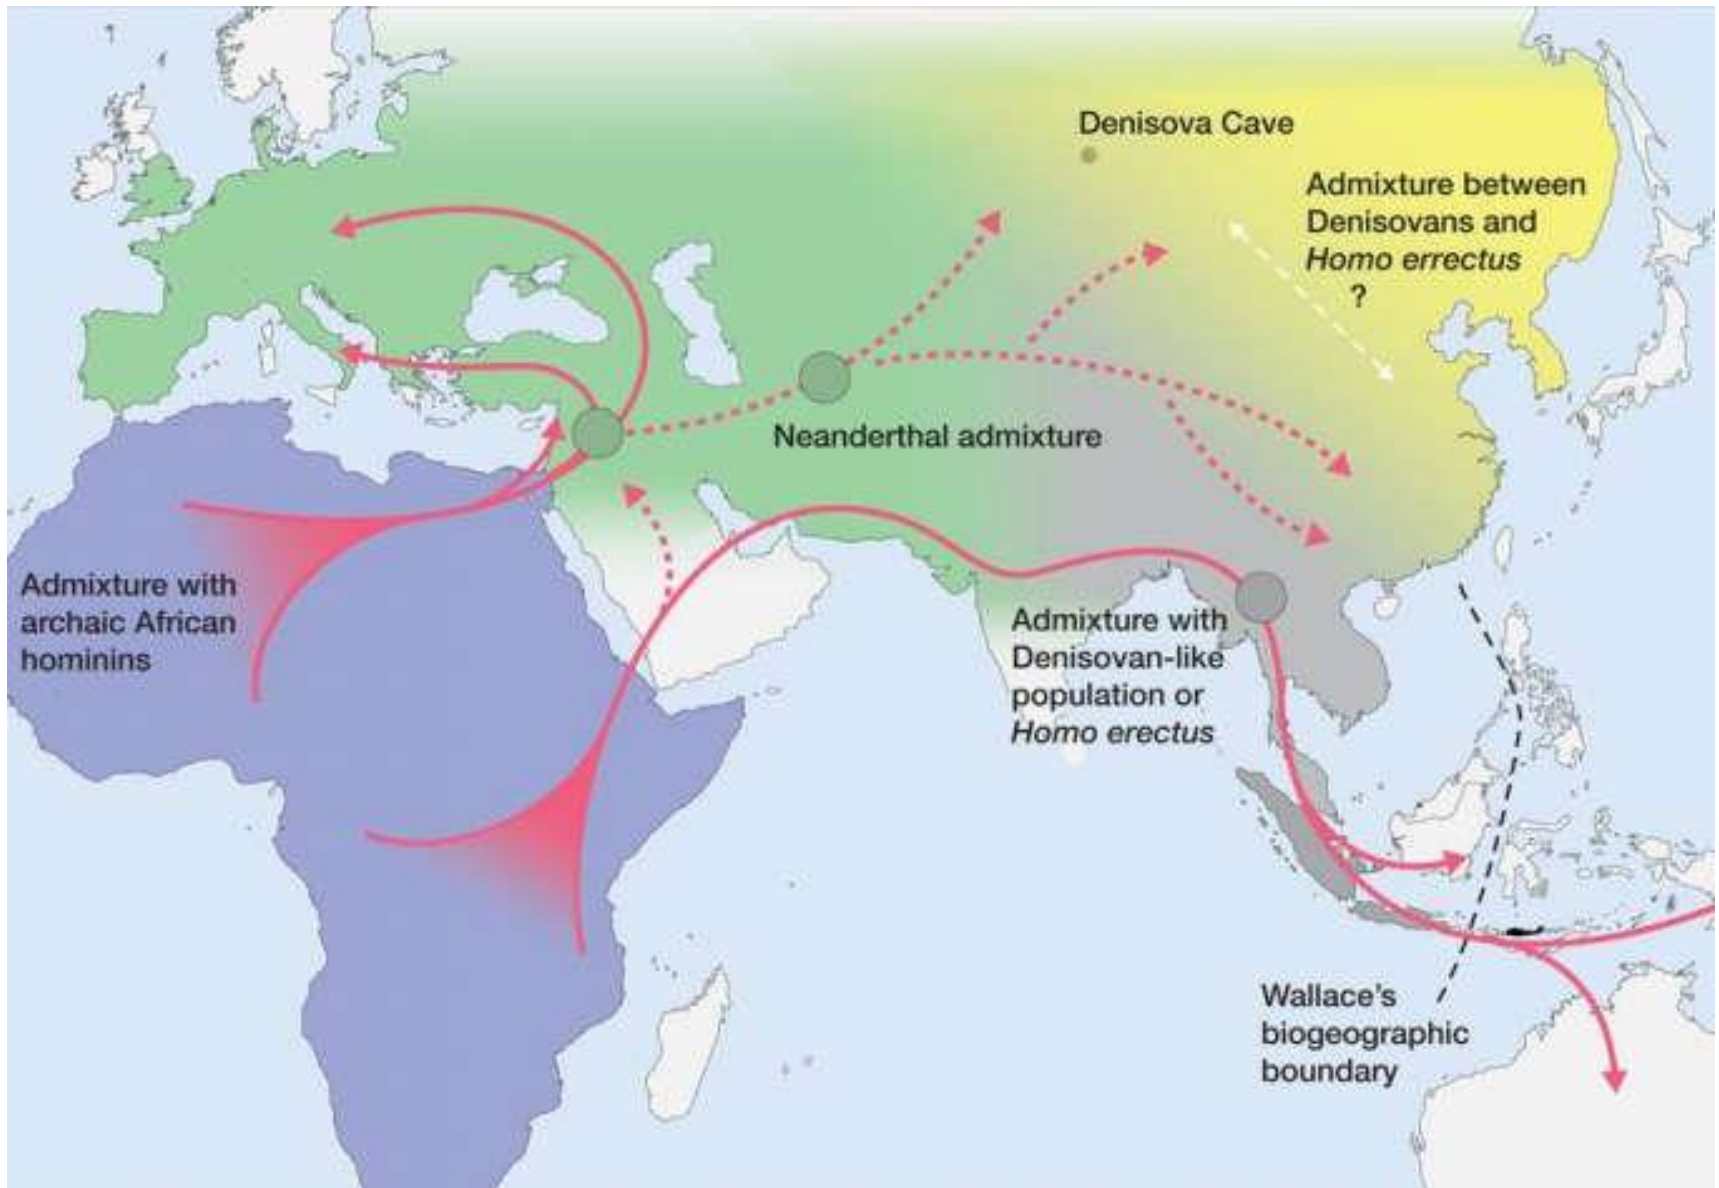 Denisova Cave
Admixture between
Denisovans and
Homo errectus
?
Neanderthal admixture
Admixture with
archaic African
hominins
Admixture with
Denisovan-like
population or
Homo erectus
Wallace's
biogeographic
boundary